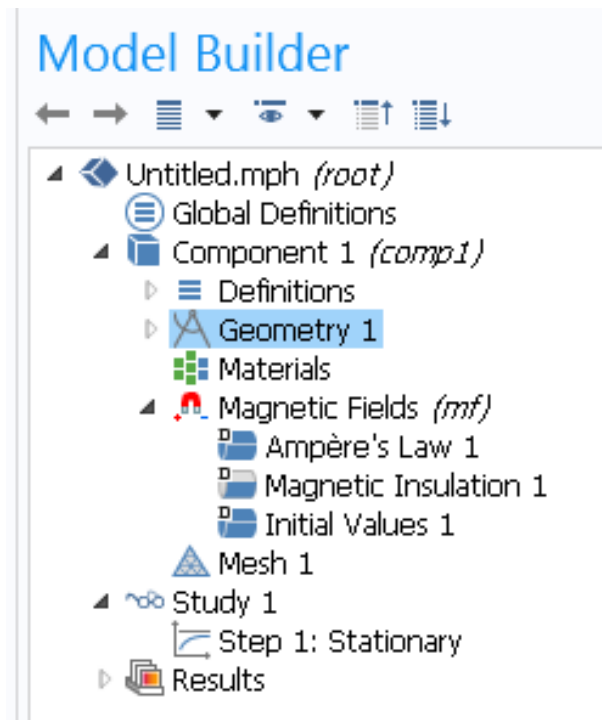 Model Builder
Untitled.mph (root)
Global Definitions
Component 1 (comp1)
Definitions
Geometry 1
Materials
Magnetic Fields (mf)
Ampère's Law 1
Magnetic Insulation 1
Initial Values 1
Mesh 1
Study 1
Step 1: Stationary
Results